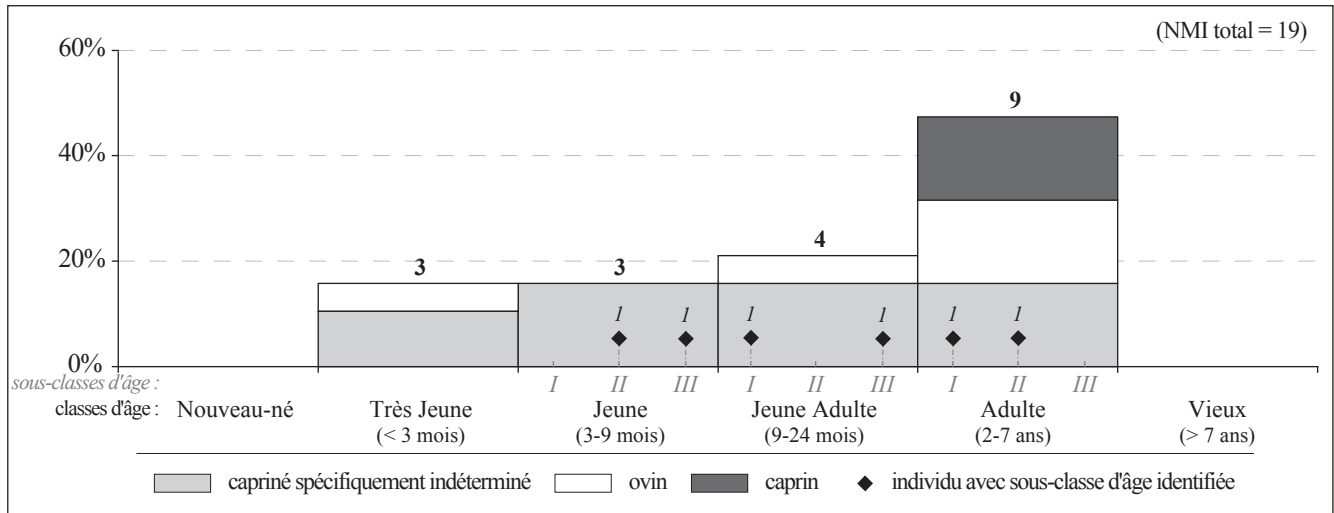 (NMI total = 19)
60%
9
40%
4
3 3
20%
1 1 1 1 1 1
0%
sous-classes d'âge : I II III I II III I II III
classes d'âge : Nouveau-né Très Jeune Jeune Jeune Adulte Adulte Vieux
(< 3 mois) (3-9 mois) (9-24 mois) (2-7 ans) (> 7 ans)
capriné spécifiquement indéterminé ovin caprin individu avec sous-classe d'âge identifiée